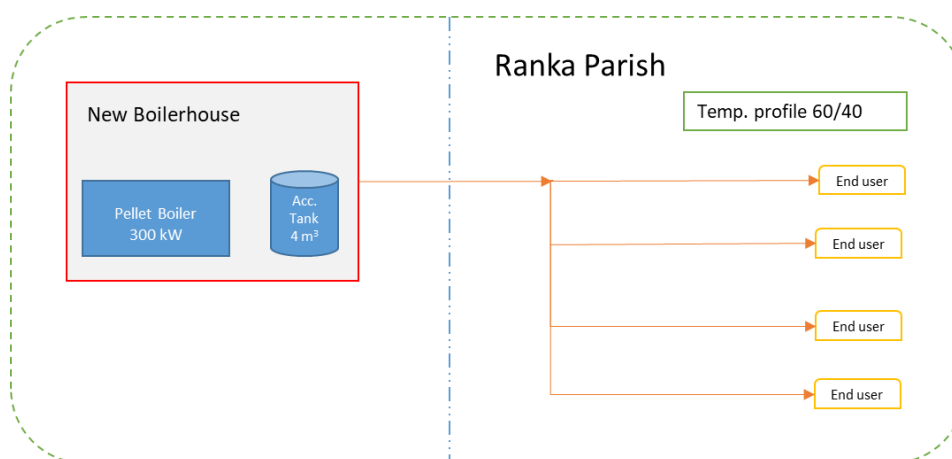 Ranka Parish
New Boilerhouse
Temp. profile 60/40
Pellet Boiler
300 kW
Acc.
Tank
4 m³
End user
End user
End user
End user